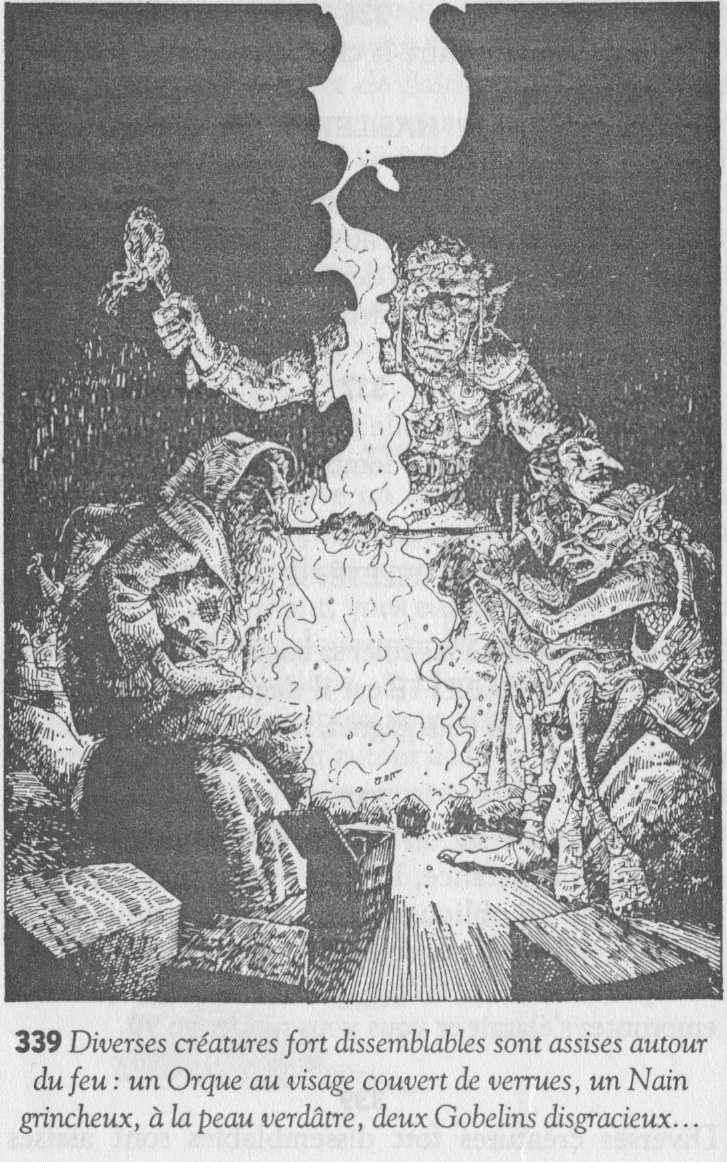 339 Diverses créatures fort dissemblables sont assises autour
du feu : un Orque au visage couvert de verrues, un Nain
grincheux, à la peau verdâtre, deux Gobelins disgracieux...